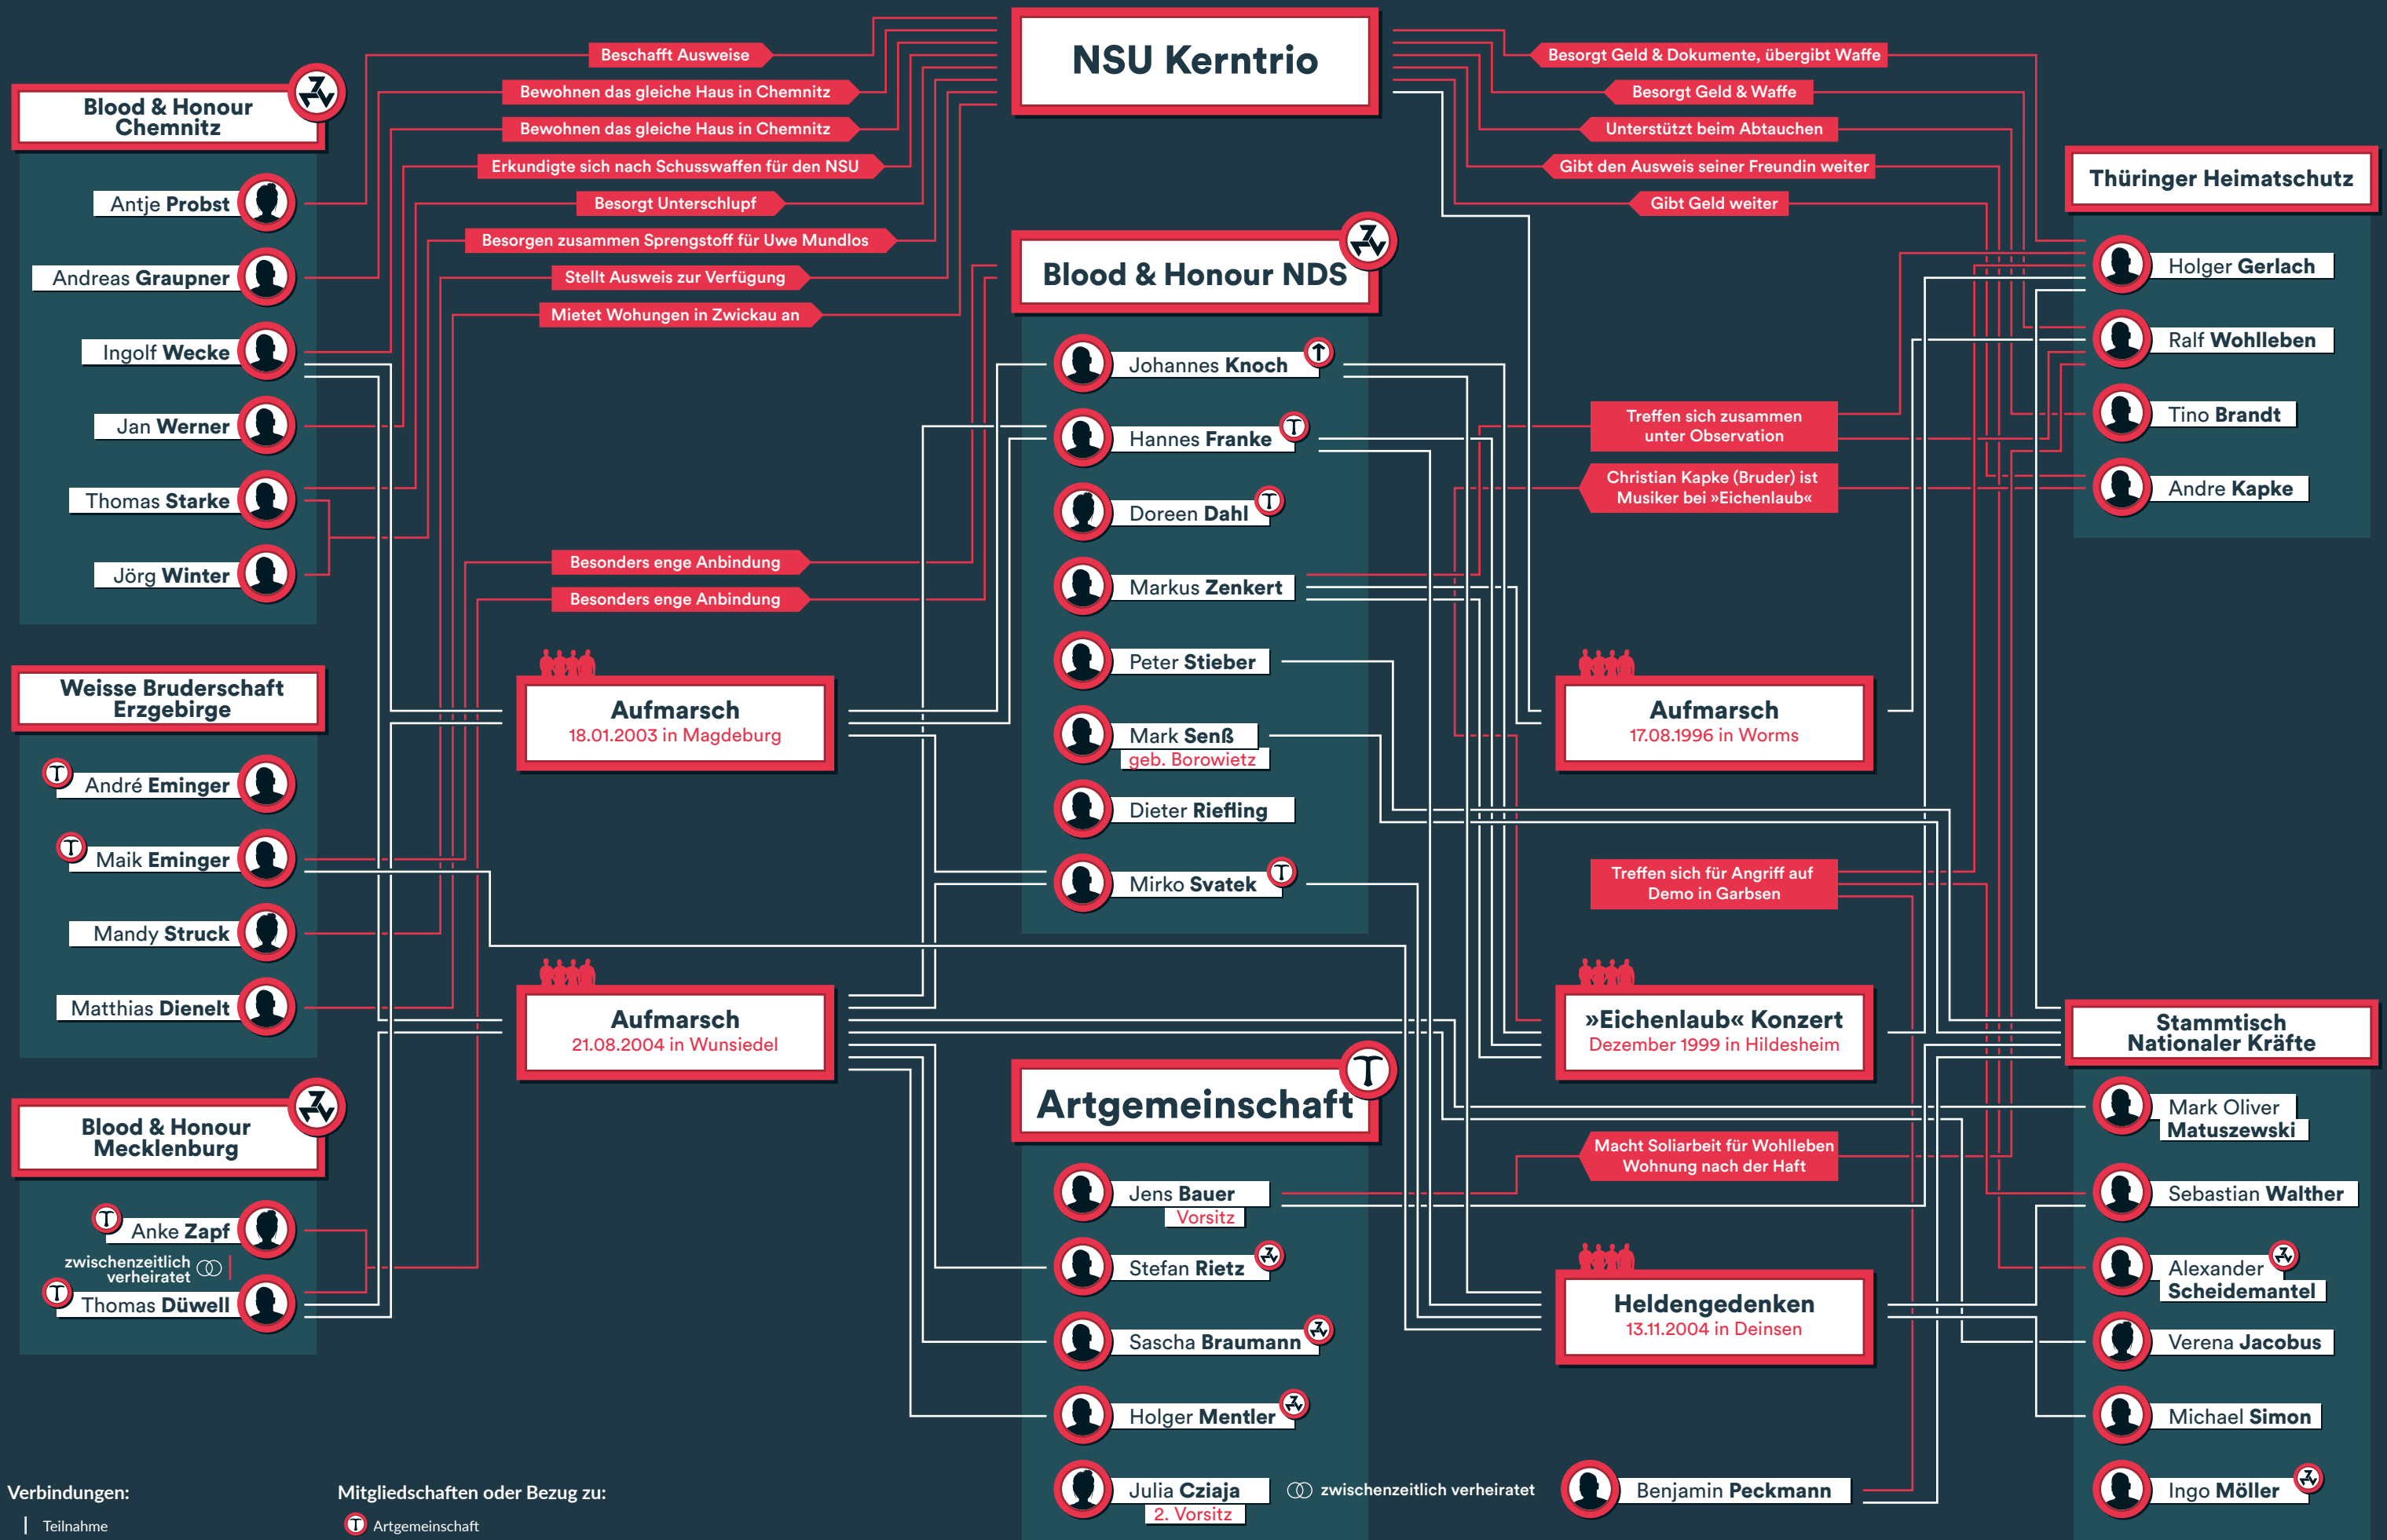 NSU Kerntrio
Beschafft Ausweise
Bewohnen das gleiche Haus in Chemnitz
Bewohnen das gleiche Haus in Chemnitz
Erkundigte sich nach Schusswaffen für den NSU
Besorgt Unterschlupf
Besorgen zusammen Sprengstoff für Uwe Mundlos
Stellt Ausweis zur Verfügung
Mietet Wohungen in Zwickau an
Besorgt Geld & Dokumente, übergibt Waffe
Besorgt Geld & Waffe
Unterstützt beim Abtauchen
Gibt den Ausweis seiner Freundin weiter
Gibt Geld weiter
Blood & Honour
Chemnitz
Antje Probst
Andreas Graupner
Ingolf Wecke
Jan Werner
Thomas Starke
Jörg Winter
Besonders enge Anbindung
Besonders enge Anbindung
Weisse Bruderschaft
Erzgebirge
André Eminger
Maik Eminger
Mandy Struck
Matthias Dienelt
Blood & Honour
Mecklenburg
Anke Zapf
zwischenzeitlich
verheiratet
Thomas Düwell
Aufmarsch
18.01.2003 in Magdeburg
Aufmarsch
21.08.2004 in Wunsiedel
Blood & Honour NDS
Johannes Knoch
Hannes Franke
Doreen Dahl
Markus Zenkert
Peter Stieber
Mark Senß
geb. Borowietz
Dieter Riefling
Mirko Svatek
Artgemeinschaft
Jens Bauer
Vorsitz
Stefan Rietz
Sascha Braumann
Holger Mentler
Julia Cziaja
2. Vorsitz
zwischenzeitlich verheiratet
Benjamin Peckmann
Treffen sich zusammen
unter Observation
Christian Kapke (Bruder) ist
Musiker bei »Eichenlaub«
Aufmarsch
17.08.1996 in Worms
Treffen sich für Angriff auf
Demo in Garbsen
»Eichenlaub« Konzert
Dezember 1999 in Hildesheim
Macht Soliarbeit für Wohlleben
Wohnung nach der Haft
Heldengedenken
13.11.2004 in Deinsen
Thüringer Heimatschutz
Holger Gerlach
Ralf Wohlleben
Tino Brandt
Andre Kapke
Stammtisch
Nationaler Kräfte
Mark Oliver
Matuszewski
Sebastian Walther
Alexander
Scheidemantel
Verena Jacobus
Michael Simon
Ingo Möller
Verbindungen:
Teilnahme
Mitgliedschaften oder Bezug zu:
Artgemeinschaft